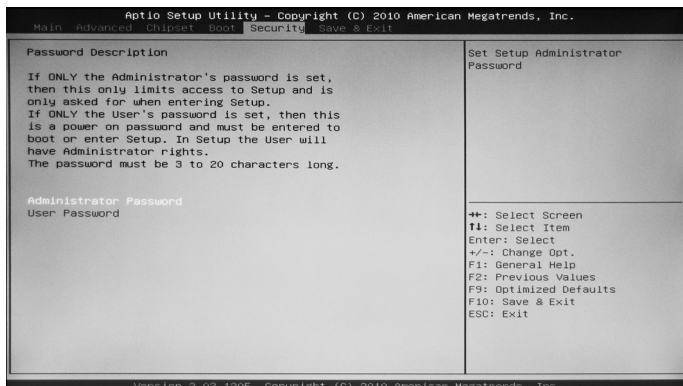 Aptio Setup Utility – Copyright (C) 2010 American Megatrends, Inc.
Main Advanced Chipset Boot Security Save & Exit
Password Description
If ONLY the Administrator's password is set,
then this only limits access to Setup and is
only asked for when entering Setup.
If ONLY the User's password is set, then this
is a power on password and must be entered to
boot or enter Setup. In Setup the User will
have Administrator rights.
The password must be 3 to 20 characters long.
Administrator Password
User Password
Set Setup Administrator
Password
→←: Select Screen
↑↓: Select Item
Enter: Select
+/-: Change Opt.
F1: General Help
F2: Previous Values
F9: Optimized Defaults
F10: Save & Exit
ESC: Exit
Version 2.02.1205. Copyright (C) 2010 American Megatrends, Inc.